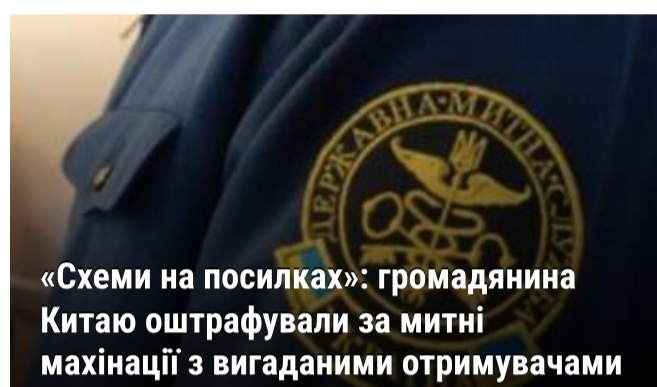 ДЕРЖАВНА МИТНА СЛУЖБА
«Схеми на посилках»: громадянина
Китаю оштрафували за митні
махінації з вигаданими отримувачами